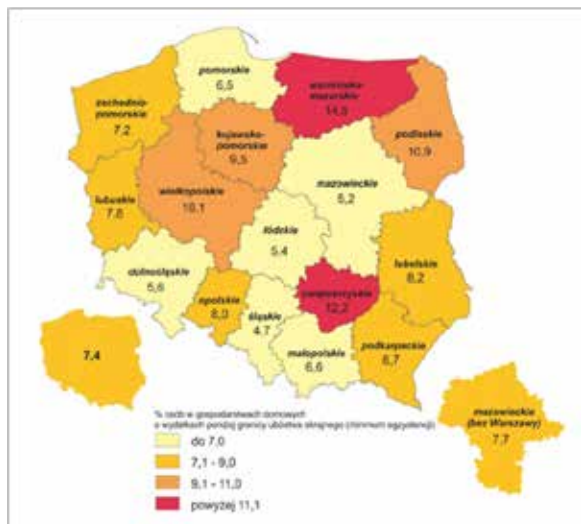 pomorskie
6,5
warmińsko-
mazurskie
14,8
zachodnio-
pomorskie
7,2
kujawsko-
pomorskie
9,5
podlaskie
10,9
wielkopolskie
10,1
mazowieckie
5,2
lubuskie
7,8
łódzkie
5,4
lubelskie
8,2
dolnośląskie
5,6
opolskie
8,0
świętokrzyskie
12,2
śląskie
4,7
małopolskie
6,6
podkarpackie
8,7
7,4
mazowieckie
(bez Warszawy)
7,7
% osób w gospodarstwach domowych
o wydatkach poniżej granicy ubóstwa skrajnego (minimum egzystencji)
do 7,0
7,1 - 9,0
9,1 - 11,0
powyżej 11,1